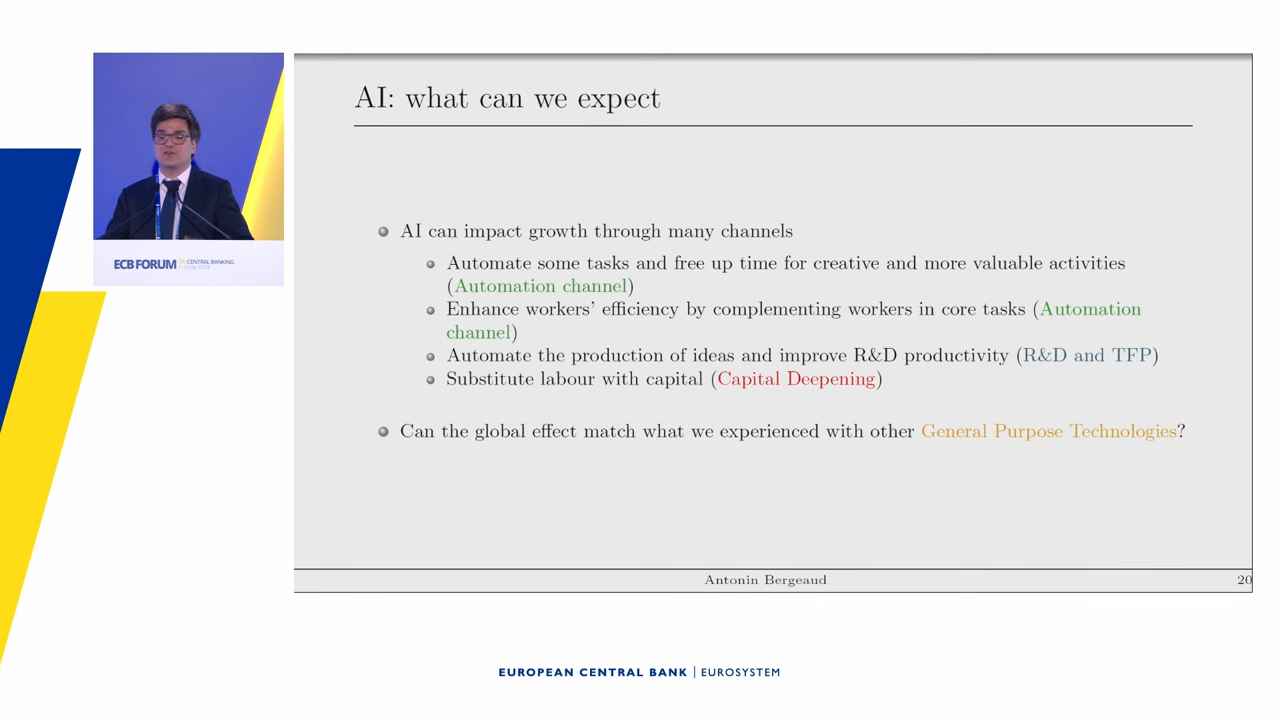 AI: what can we expect
AI can impact growth through many channels
Automate some tasks and free up time for creative and more valuable activities
(Automation channel)
Enhance workers' efficiency by complementing workers in core tasks (Automation
channel)
Automate the production of ideas and improve R&D productivity (R&D and TFP)
Substitute labour with capital (Capital Deepening)
Can the global effect match what we experienced with other General Purpose Technologies?
Antonin Bergeaud
20
ECB FORUM ON CENTRAL BANKING
EUROPEAN CENTRAL BANK | EUROSYSTEM